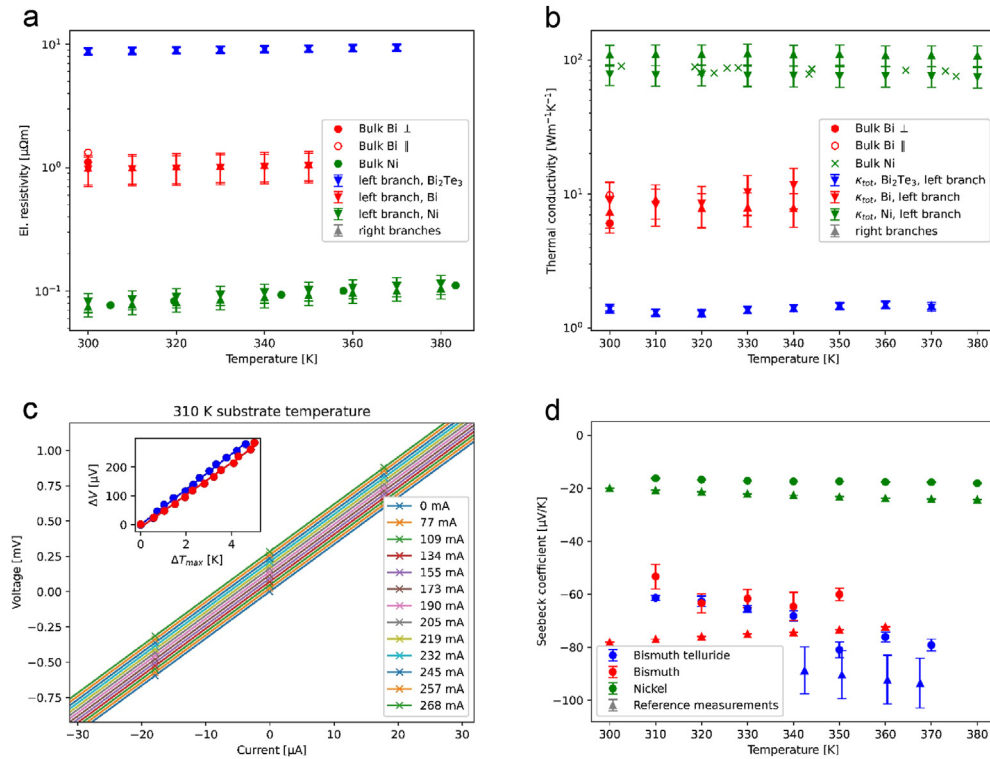 a
El. resistivity [μΩm]
10¹
10⁰
10⁻¹
Bulk Bi ⊥
Bulk Bi ∥
Bulk Ni
left branch, Bi₂Te₃
left branch, Bi
left branch, Ni
right branches
300 320 340 360 380
Temperature [K]
b
Thermal conductivity [Wm⁻¹K⁻¹]
10²
10¹
10⁰
Bulk Bi ⊥
Bulk Bi ∥
Bulk Ni
κtot, Bi₂Te₃, left branch
κtot, Bi, left branch
κtot, Ni, left branch
right branches
300 310 320 330 340 350 360 370 380
Temperature [K]
c
310 K substrate temperature
Voltage [mV]
1.00
0.75
0.50
0.25
0.00
−0.25
−0.50
−0.75
ΔV [μV]
200
100
0
0 2 4
ΔTmax [K]
0 mA
77 mA
109 mA
134 mA
155 mA
173 mA
190 mA
205 mA
219 mA
232 mA
245 mA
257 mA
268 mA
−30 −20 −10 0 10 20 30
Current [μA]
d
Seebeck coefficient [μV/K]
0
−20
−40
−60
−80
−100
Bismuth telluride
Bismuth
Nickel
Reference measurements
300 310 320 330 340 350 360 370 380
Temperature [K]